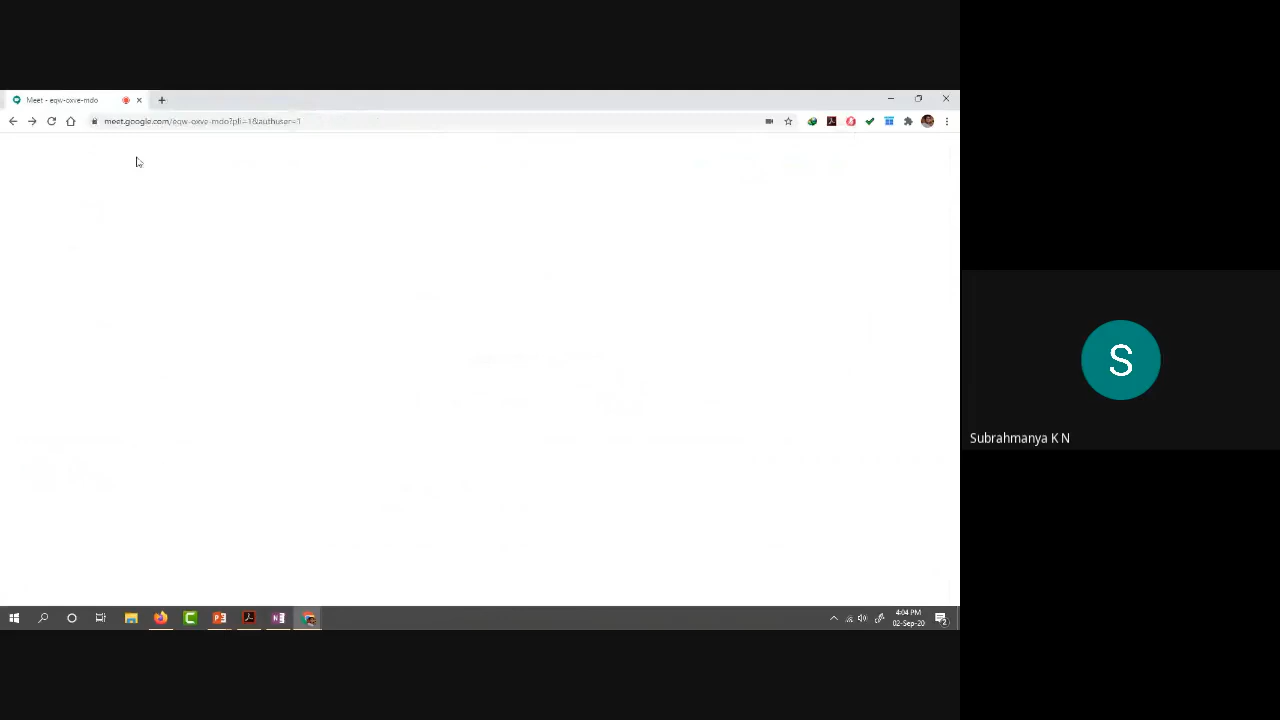 Meet - eqw-oxve-mdo
meet.google.com/eqw-oxve-mdo?pli=1&authuser=1
S
Subrahmanya K N
4:04 PM
02-Sep-20
2